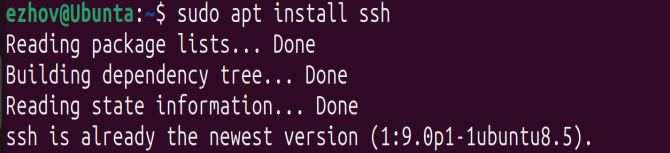 ezhov@Ubunta:~$ sudo apt install ssh
Reading package lists... Done
Building dependency tree... Done
Reading state information... Done
ssh is already the newest version (1:9.0p1-1ubuntu8.5).